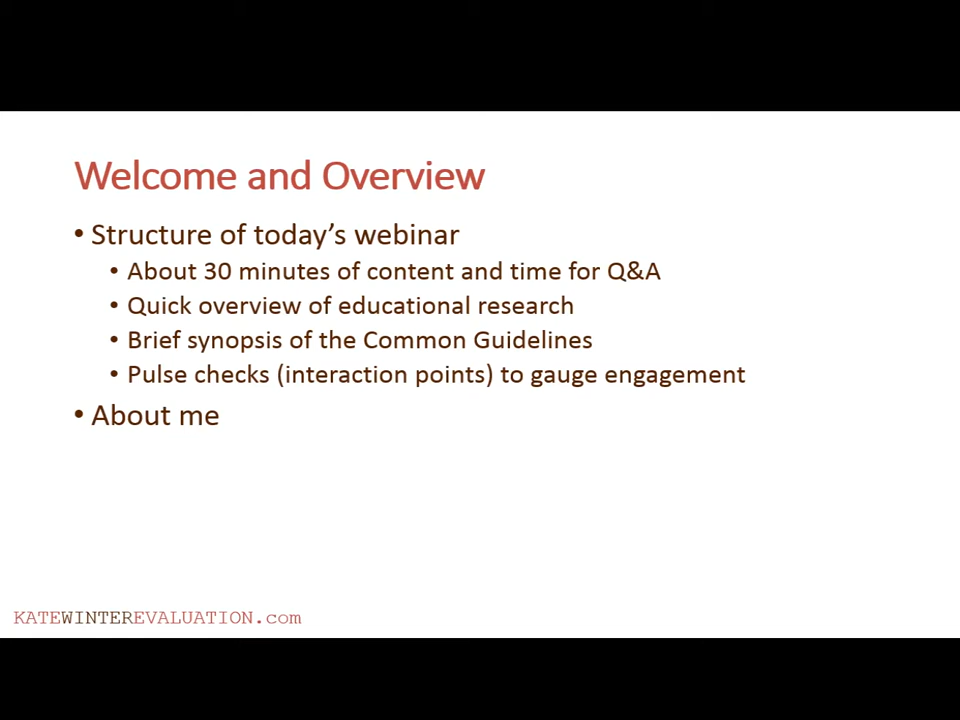 Welcome and Overview
• Structure of today's webinar
• About 30 minutes of content and time for Q&A
• Quick overview of educational research
• Brief synopsis of the Common Guidelines
• Pulse checks (interaction points) to gauge engagement
• About me
KATEWINTEREVALUATION.com